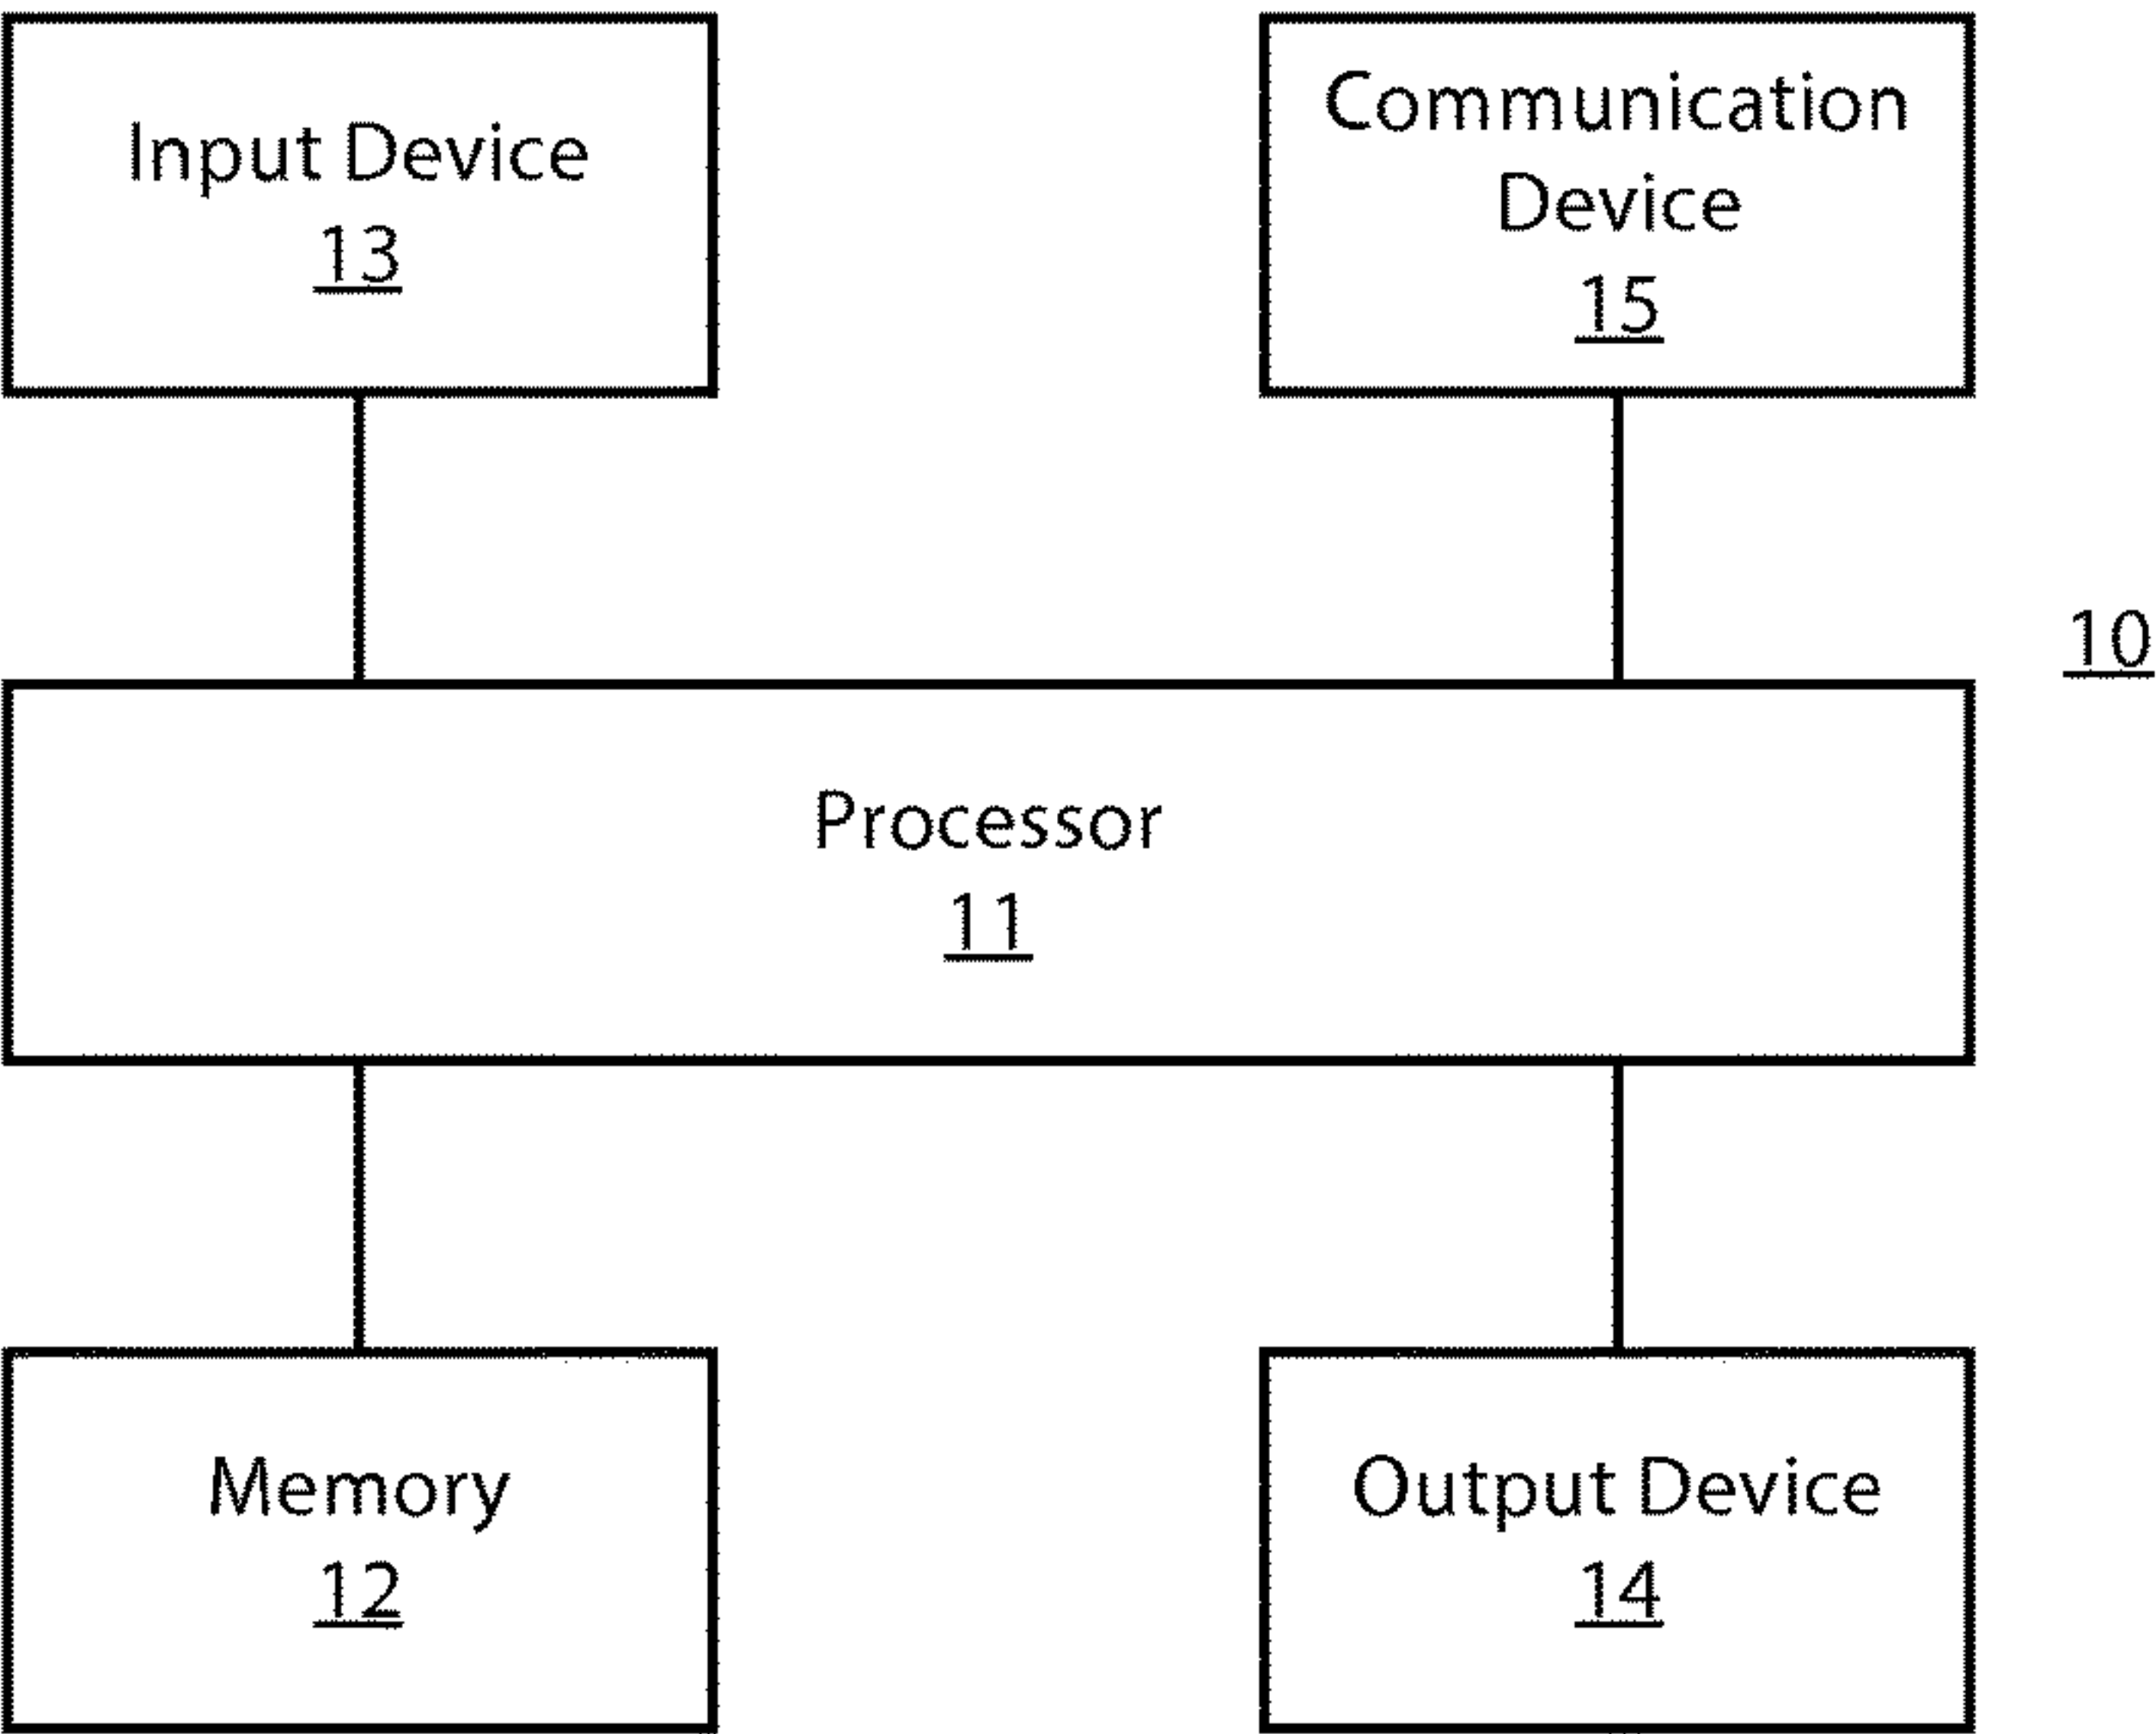 Input Device
13
Communication
Device
15
10
Processor
11
Memory
12
Output Device
14